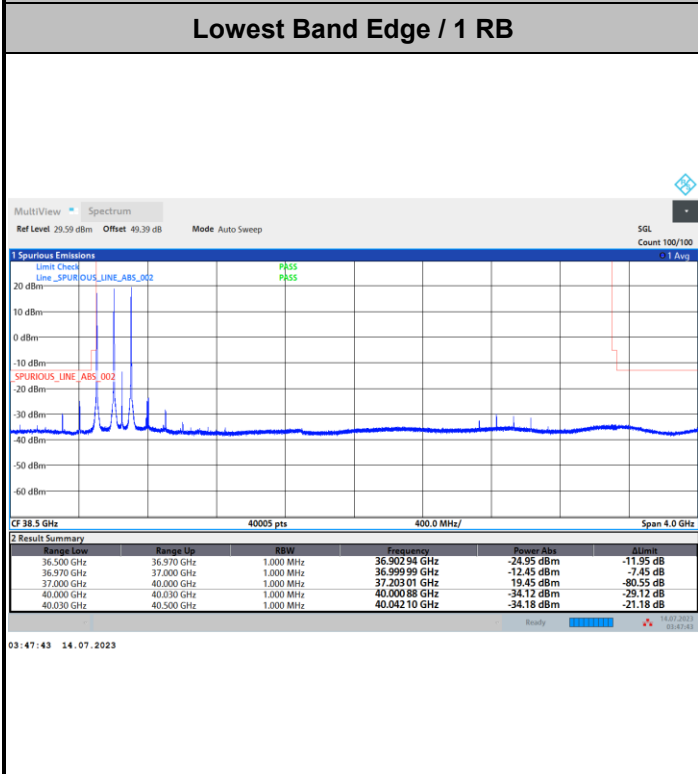 Lowest Band Edge / 1 RB
MultiView Spectrum
Ref Level 29.59 dBm Offset 49.39 dB Mode Auto Sweep SGL
Count 100/100
1 Spurious Emissions 1 Avg
Limit Check PASS
Line _SPURIOUS_LINE_ABS_002 PASS
20 dBm
10 dBm
0 dBm
-10 dBm
SPURIOUS_LINE_ABS_002
-20 dBm
-30 dBm
-40 dBm
-50 dBm
-60 dBm
CF 38.5 GHz 40005 pts 400.0 MHz/ Span 4.0 GHz
2 Result Summary
Range Low Range Up RBW Frequency Power Abs ΔLimit
36.500 GHz 36.970 GHz 1.000 MHz 36.902 94 GHz -24.95 dBm -11.95 dB
36.970 GHz 37.000 GHz 1.000 MHz 36.999 99 GHz -12.45 dBm -7.45 dB
37.000 GHz 40.000 GHz 1.000 MHz 37.203 01 GHz 19.45 dBm -80.55 dB
40.000 GHz 40.030 GHz 1.000 MHz 40.000 88 GHz -34.12 dBm -29.12 dB
40.030 GHz 40.500 GHz 1.000 MHz 40.042 10 GHz -34.18 dBm -21.18 dB
Ready 14.07.2023
03:47:43
03:47:43 14.07.2023